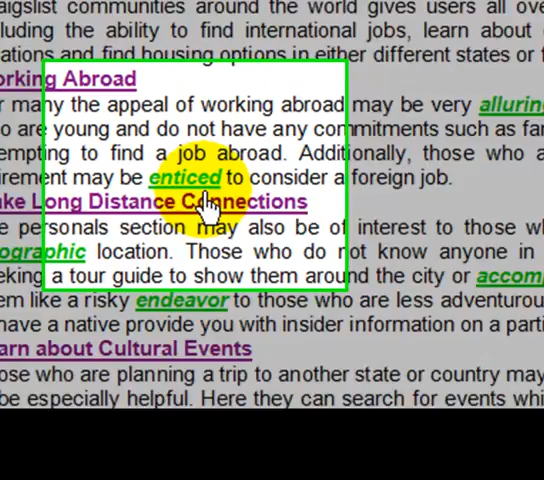 aigslist communities around the world gives users all ove
luding the ability to find international jobs, learn about
ations and find housing options in either different states or f
orking Abroad
r many the appeal of working abroad may be very allurin
o are young and do not have any commitments such as far
empting to find a job abroad. Additionally, those who a
irement may be enticed to consider a foreign job.
ake Long Distance Connections
e personals section may also be of interest to those wh
ographic location. Those who do not know anyone in
eking a tour guide to show them around the city or accom
em like a risky endeavor to those who are less adventurou
have a native provide you with insider information on a parti
arn about Cultural Events
ose who are planning a trip to another state or country may
be especially helpful. Here they can search for events whi